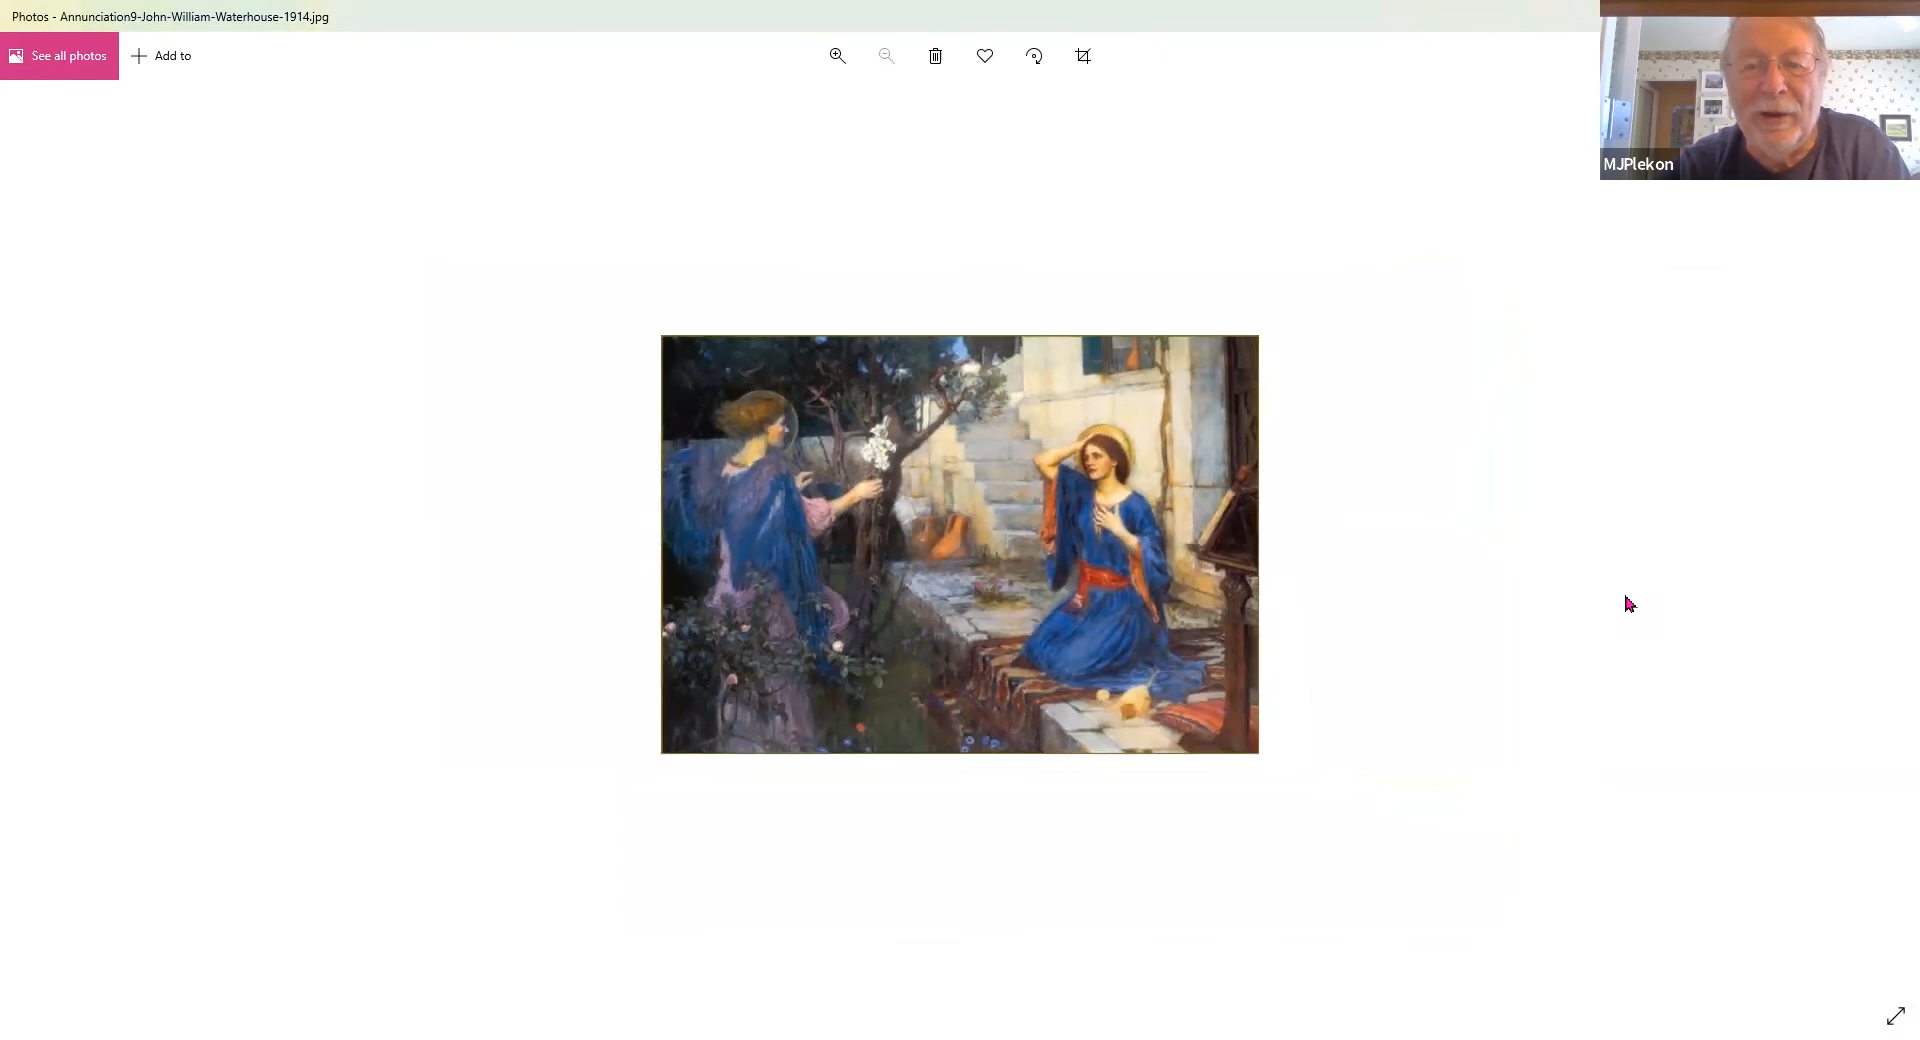 Photos - Annunciation9-John-William-Waterhouse-1914.jpg
See all photos
Add to
MJPlekon